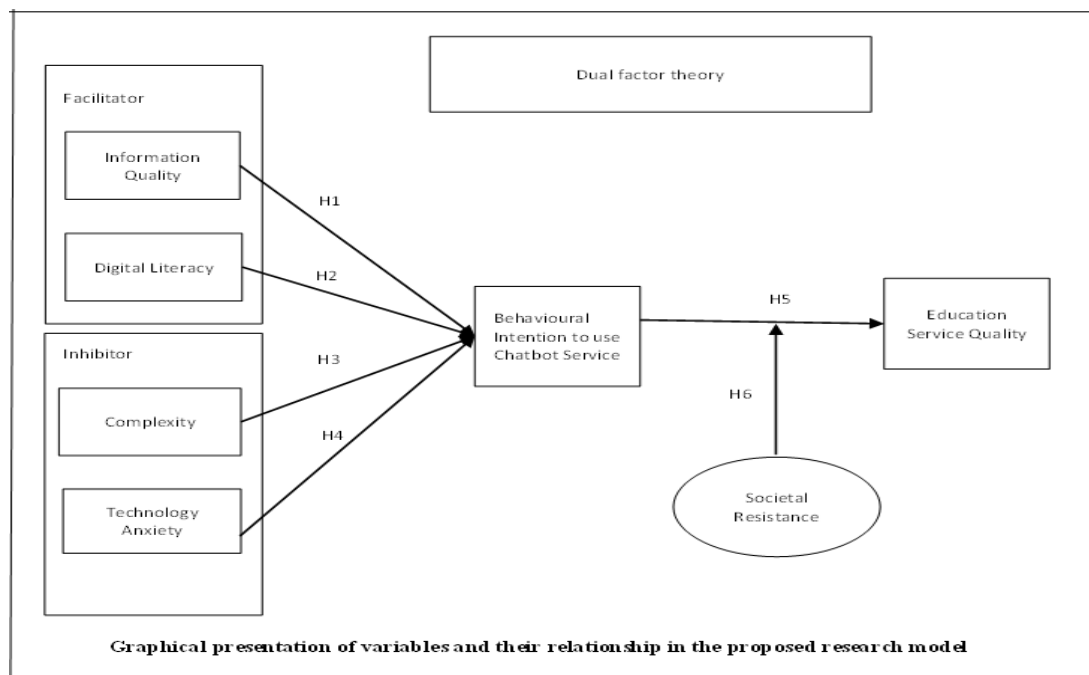 Dual factor theory
Facilitator
Information
Quality
H1
Digital Literacy
H2
Behavioural
Intention to use
Chatbot Service
H5
Education
Service Quality
Inhibitor
H3
Complexity
H4
H6
Technology
Anxiety
Societal
Resistance
Graphical presentation of variables and their relationship in the proposed research model